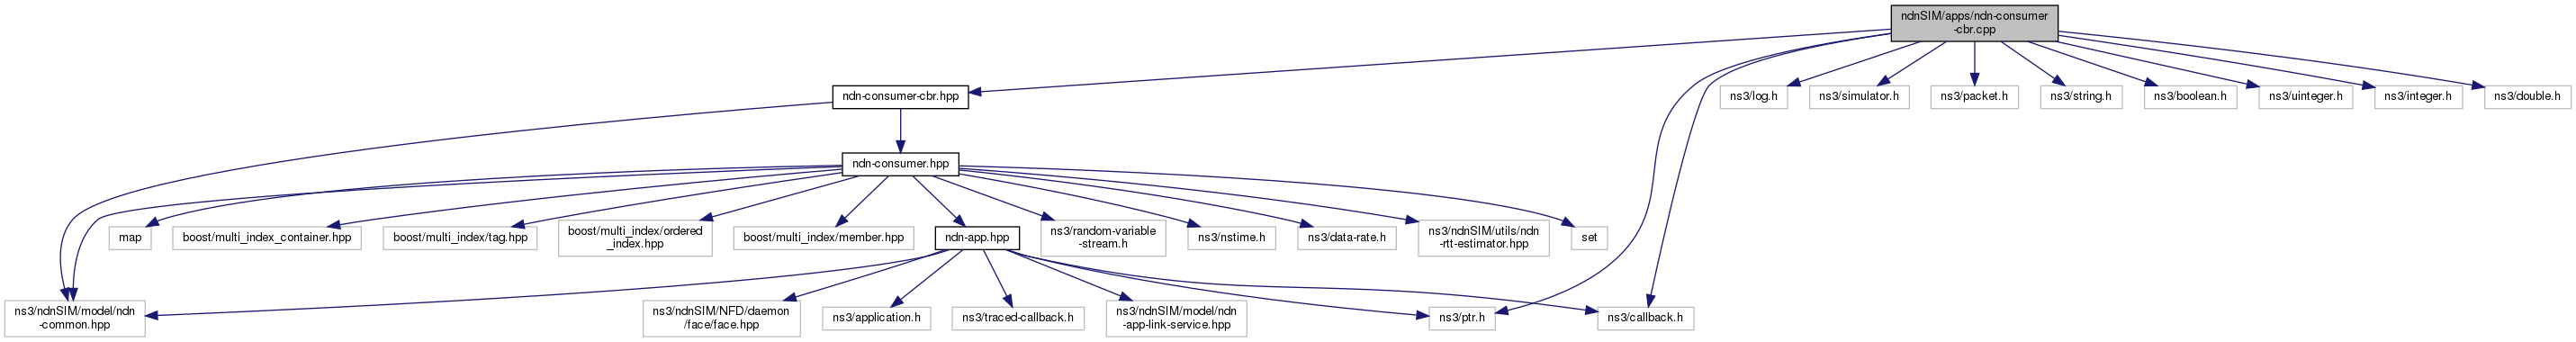 ndnSIM/apps/ndn-consumer
-cbr.cpp
ndn-consumer-cbr.hpp
ns3/log.h
ns3/simulator.h
ns3/packet.h
ns3/string.h
ns3/boolean.h
ns3/uinteger.h
ns3/integer.h
ns3/double.h
ndn-consumer.hpp
map
boost/multi_index_container.hpp
boost/multi_index/tag.hpp
boost/multi_index/ordered
_index.hpp
boost/multi_index/member.hpp
ndn-app.hpp
ns3/random-variable
-stream.h
ns3/nstime.h
ns3/data-rate.h
ns3/ndnSIM/utils/ndn
-rtt-estimator.hpp
set
ns3/ndnSIM/model/ndn
-common.hpp
ns3/ndnSIM/NFD/daemon
/face/face.hpp
ns3/application.h
ns3/traced-callback.h
ns3/ndnSIM/model/ndn
-app-link-service.hpp
ns3/ptr.h
ns3/callback.h